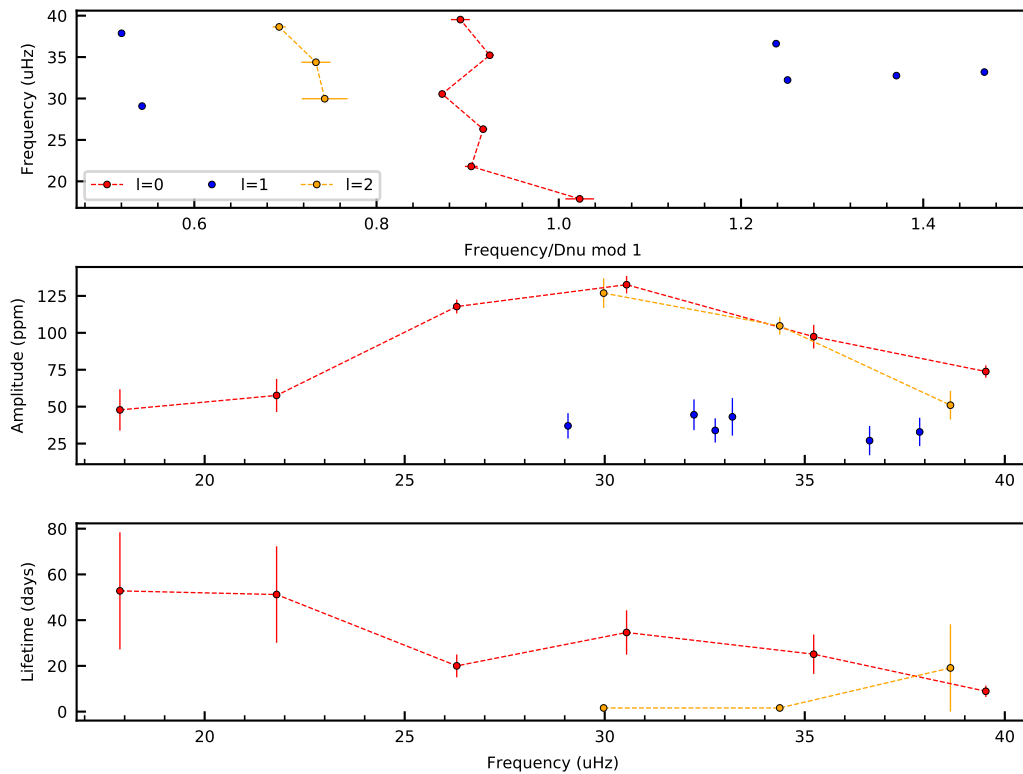 Frequency (uHz)
40
35
30
25
20
l=0 l=1 l=2
0.6 0.8 1.0 1.2 1.4
Frequency/Dnu mod 1
Amplitude (ppm)
125
100
75
50
25
20 25 30 35 40
Lifetime (days)
80
60
40
20
0
20 25 30 35 40
Frequency (uHz)